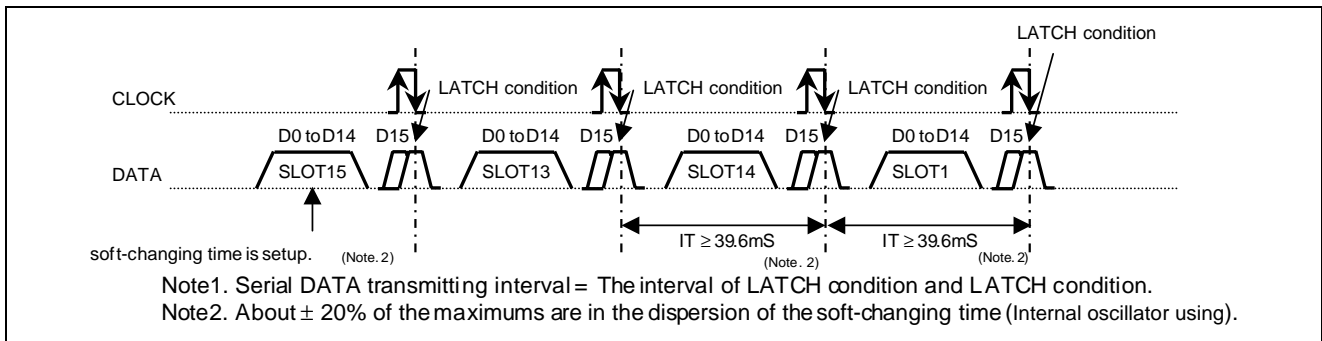 LATCH condition
CLOCK
LATCH condition LATCH condition LATCH condition
D0 to D14 D15 D0 to D14 D15 D0 to D14 D15 D0 to D14 D15
DATA
SLOT15 SLOT13 SLOT14 SLOT1
IT ≥ 39.6mS IT ≥ 39.6mS
soft-changing time is setup. (Note. 2) (Note. 2) (Note. 2)
Note1. Serial DATA transmitting interval = The interval of LATCH condition and LATCH condition.
Note2. About ± 20% of the maximums are in the dispersion of the soft-changing time (Internal oscillator using).